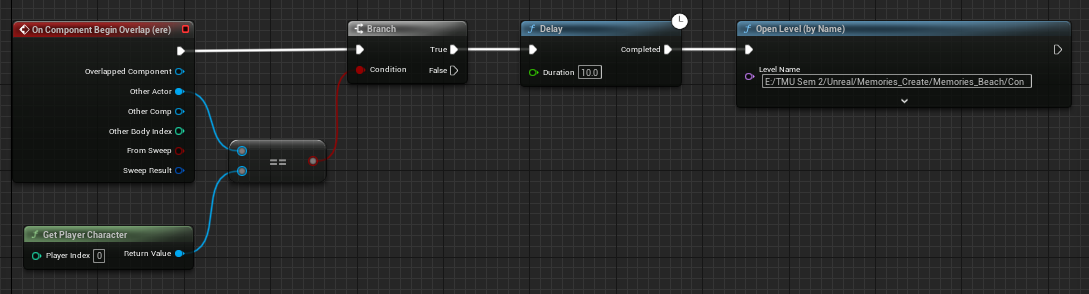 On Component Begin Overlap (ere)
Overlapped Component
Other Actor
Other Comp
Other Body Index
From Sweep
Sweep Result
Get Player Character
Player Index 0
Return Value
==
Branch
True
Condition
False
Delay
Completed
Duration 10.0
Open Level (by Name)
Level Name
E:/TMU Sem 2/Unreal/Memories_Create/Memories_Beach/Con